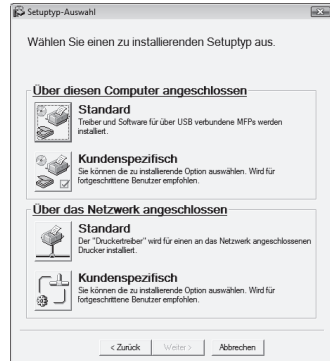 Setuptyp-Auswahl
Wählen Sie einen zu installierenden Setuptyp aus.
Über diesen Computer angeschlossen
Standard
Treiber und Software für über USB verbundene MFPs werden
installiert.
Kundenspezifisch
Sie können die zu installierende Option auswählen. Wird für
fortgeschrittene Benutzer empfohlen.
Über das Netzwerk angeschlossen
Standard
Der "Druckertreiber" wird für einen an das Netzwerk angeschlossenen
Drucker installiert.
Kundenspezifisch
Sie können die zu installierende Option auswählen. Wird für
fortgeschrittene Benutzer empfohlen.
< Zurück Weiter > Abbrechen